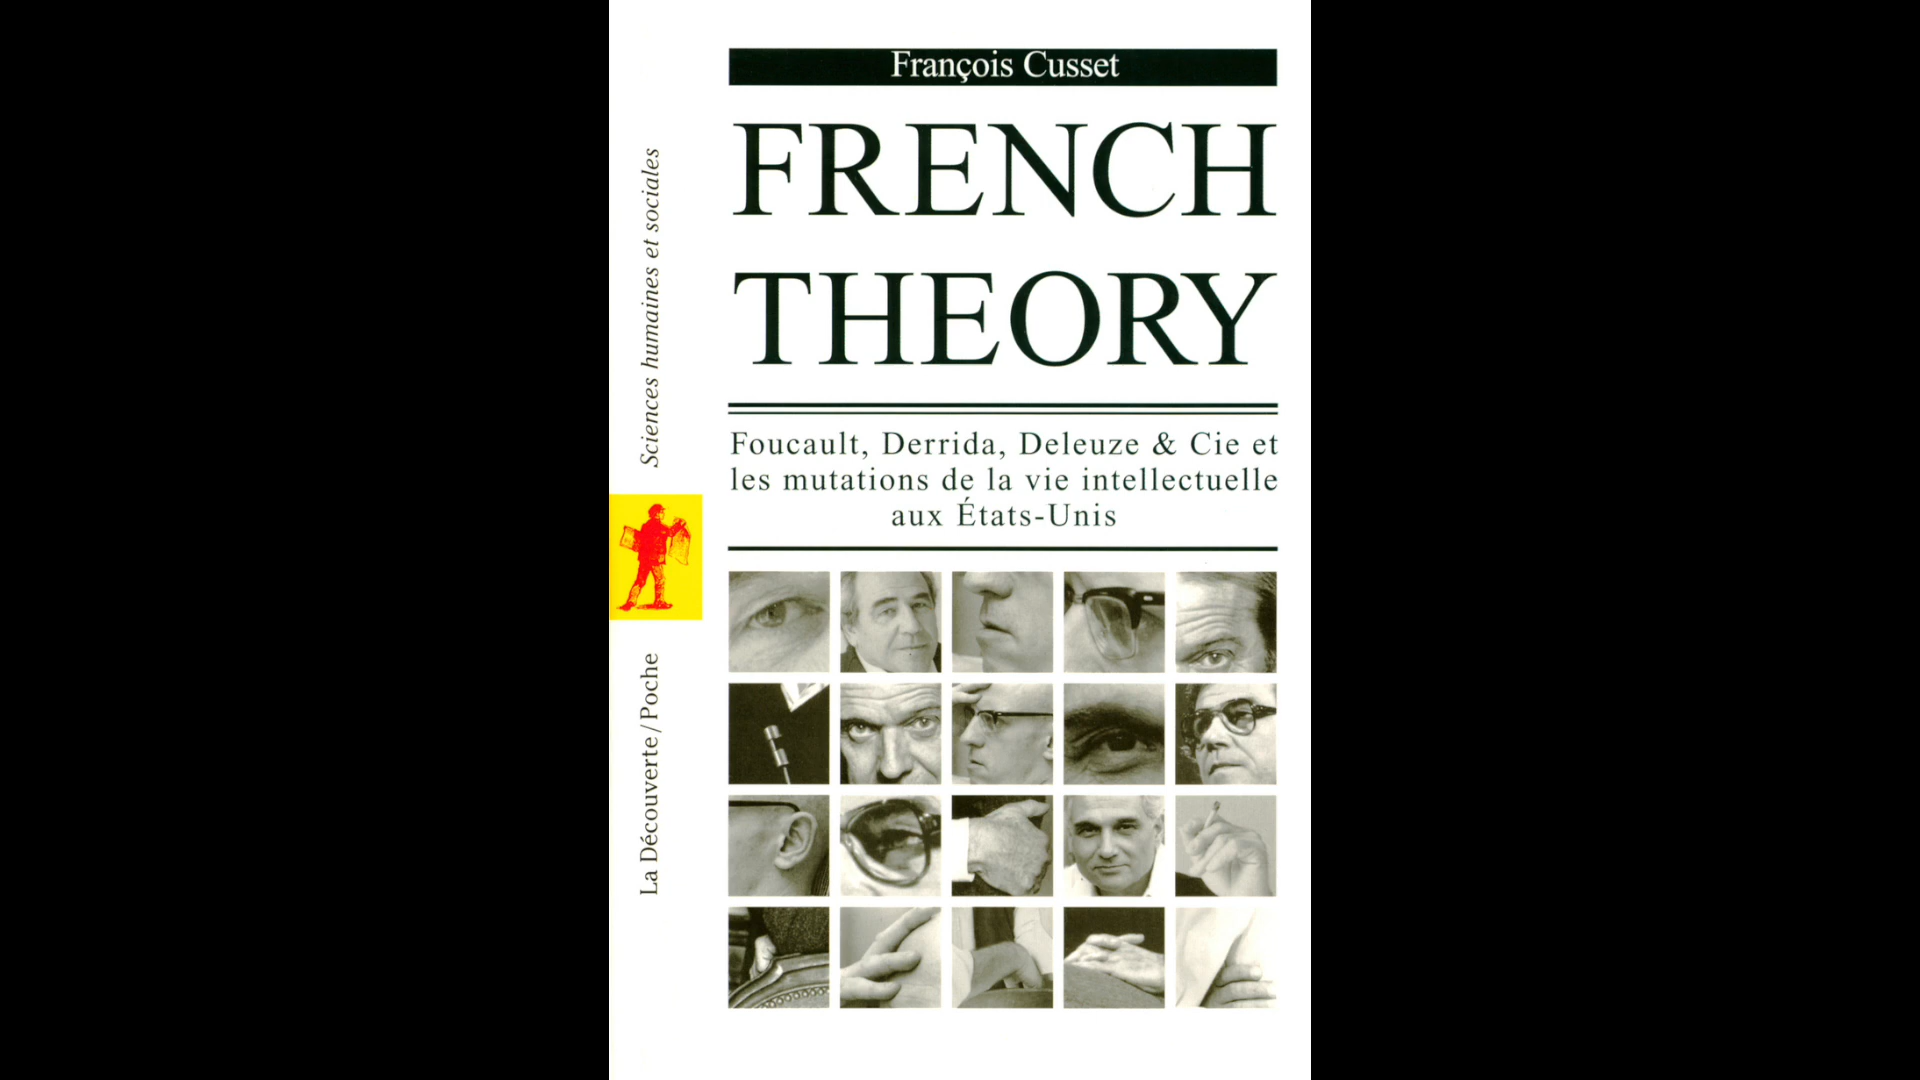 François Cusset
FRENCH
THEORY
Foucault, Derrida, Deleuze & Cie et
les mutations de la vie intellectuelle
aux États-Unis
Sciences humaines et sociales
La Découverte/Poche